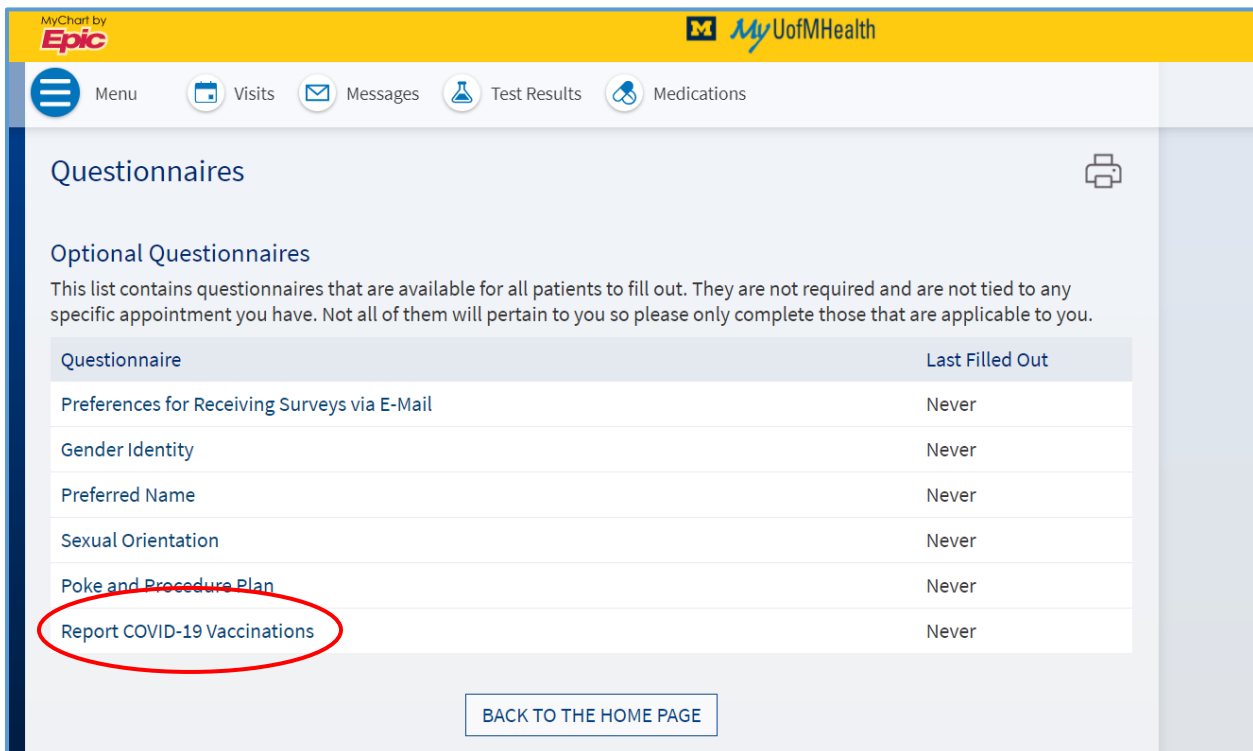 MyChart by
Epic
M MyUofMHealth
Menu Visits Messages Test Results Medications
Questionnaires
Optional Questionnaires
This list contains questionnaires that are available for all patients to fill out. They are not required and are not tied to any
specific appointment you have. Not all of them will pertain to you so please only complete those that are applicable to you.
Questionnaire Last Filled Out
Preferences for Receiving Surveys via E-Mail Never
Gender Identity Never
Preferred Name Never
Sexual Orientation Never
Poke and Procedure Plan Never
Report COVID-19 Vaccinations Never
BACK TO THE HOME PAGE